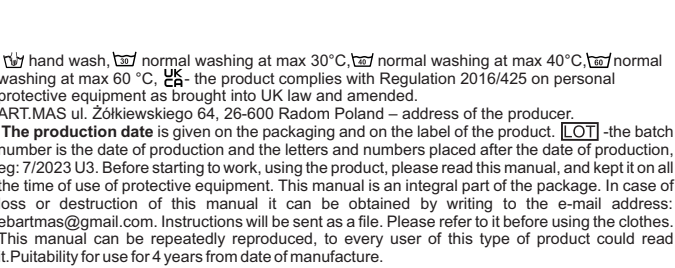 hand wash, 30 normal washing at max 30°C, 40 normal washing at max 40°C, 60 normal
washing at max 60 °C, UK CA - the product complies with Regulation 2016/425 on personal
protective equipment as brought into UK law and amended.
ART.MAS ul. Żółkiewskiego 64, 26-600 Radom Poland – address of the producer.
The production date is given on the packaging and on the label of the product. LOT -the batch
number is the date of production and the letters and numbers placed after the date of production,
eg: 7/2023 U3. Before starting to work, using the product, please read this manual, and kept it on all
the time of use of protective equipment. This manual is an integral part of the package. In case of
loss or destruction of this manual it can be obtained by writing to the e-mail address:
ebartmas@gmail.com. Instructions will be sent as a file. Please refer to it before using the clothes.
This manual can be repeatedly reproduced, to every user of this type of product could read
it.Puitability for use for 4 years from date of manufacture.